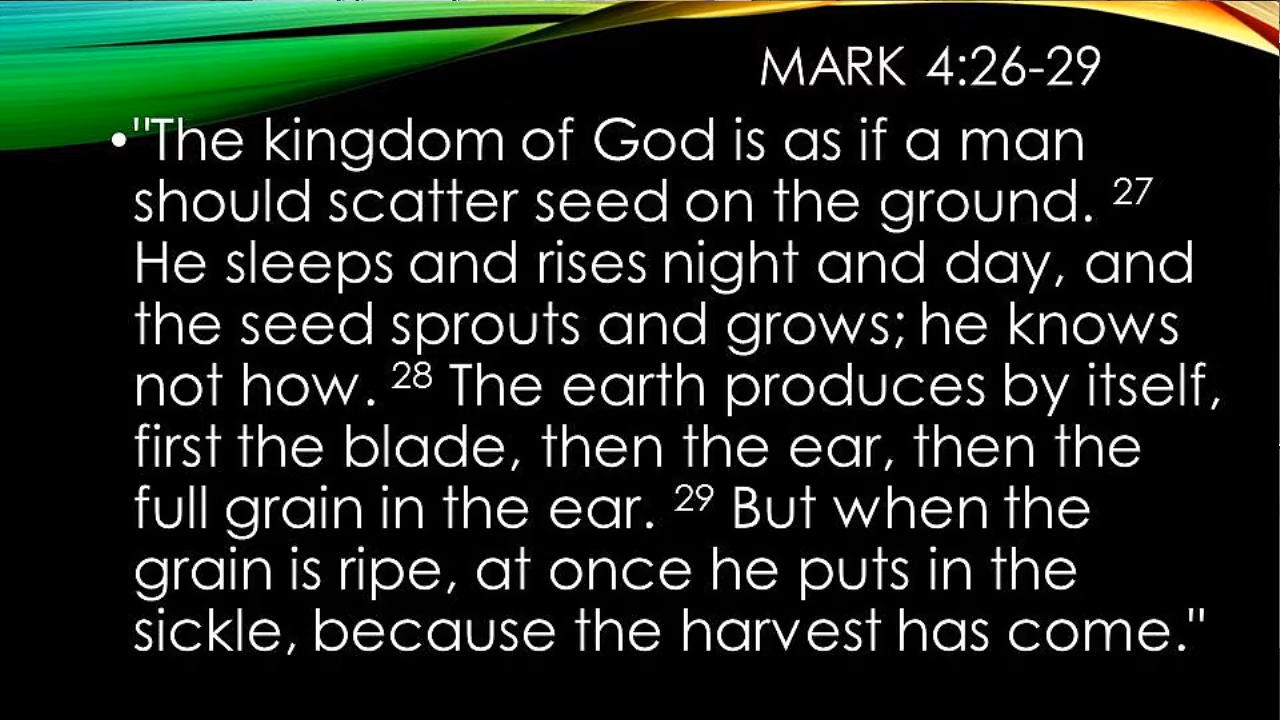 MARK 4:26-29
•"The kingdom of God is as if a man
should scatter seed on the ground. 27
He sleeps and rises night and day, and
the seed sprouts and grows; he knows
not how. 28 The earth produces by itself,
first the blade, then the ear, then the
full grain in the ear. 29 But when the
grain is ripe, at once he puts in the
sickle, because the harvest has come."